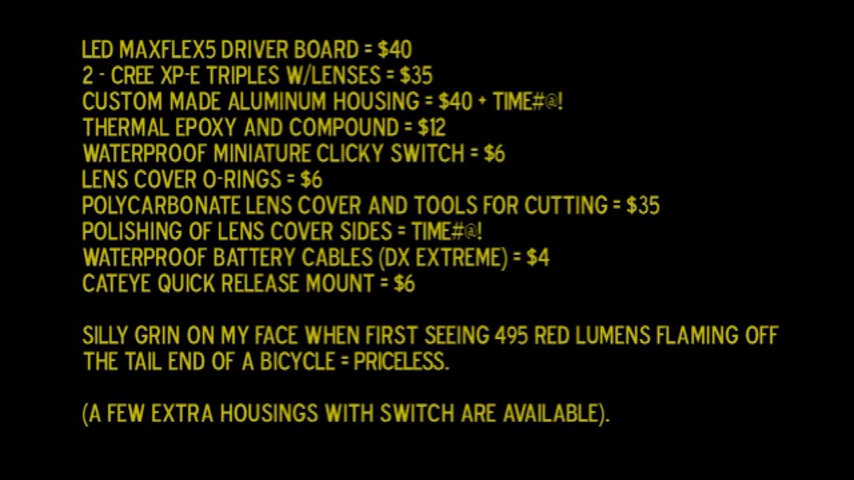 LED MAXFLEX5 DRIVER BOARD = $40
2 - CREE XP-E TRIPLES W/LENSES = $35
CUSTOM MADE ALUMINUM HOUSING = $40 + TIME#@!
THERMAL EPOXY AND COMPOUND = $12
WATERPROOF MINIATURE CLICKY SWITCH = $6
LENS COVER O-RINGS = $6
POLYCARBONATE LENS COVER AND TOOLS FOR CUTTING = $35
POLISHING OF LENS COVER SIDES = TIME#@!
WATERPROOF BATTERY CABLES (DX EXTREME) = $4
CATEYE QUICK RELEASE MOUNT = $6
SILLY GRIN ON MY FACE WHEN FIRST SEEING 495 RED LUMENS FLAMING OFF
THE TAIL END OF A BICYCLE = PRICELESS.
(A FEW EXTRA HOUSINGS WITH SWITCH ARE AVAILABLE).